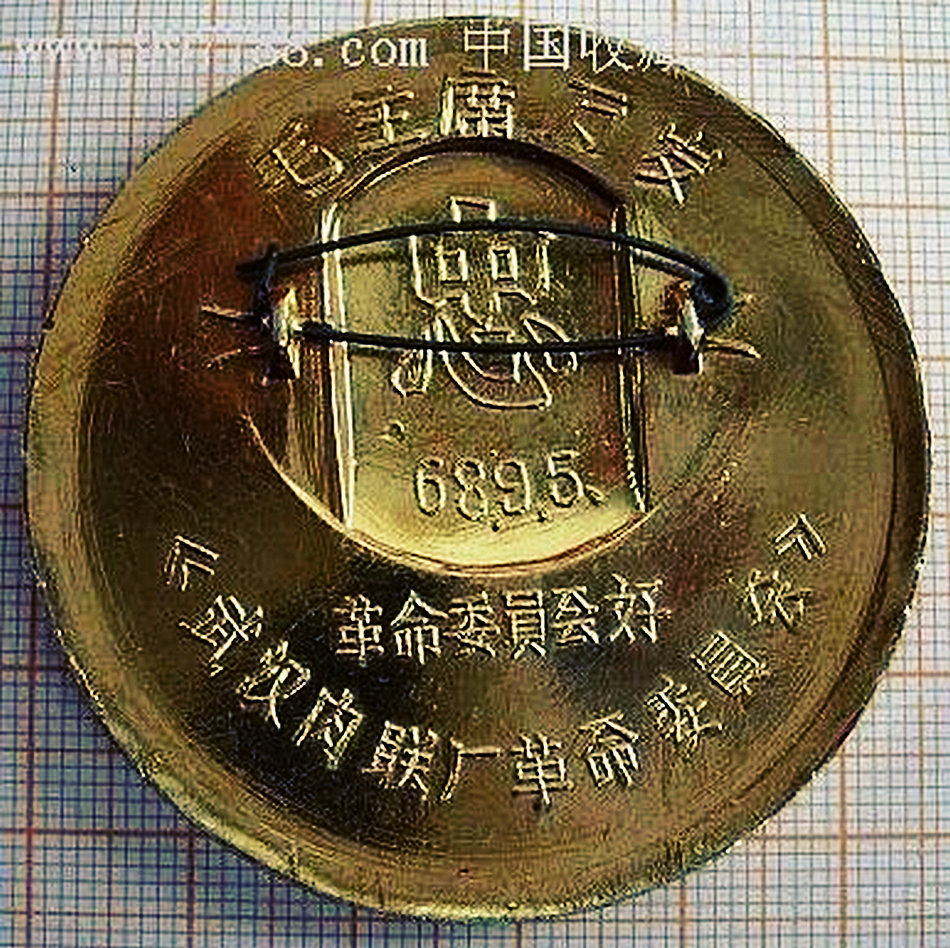 .com 中国收藏
毛主席万岁
忠
68.9.5.
革命委員会好
《武汉肉联厂革命委員会》